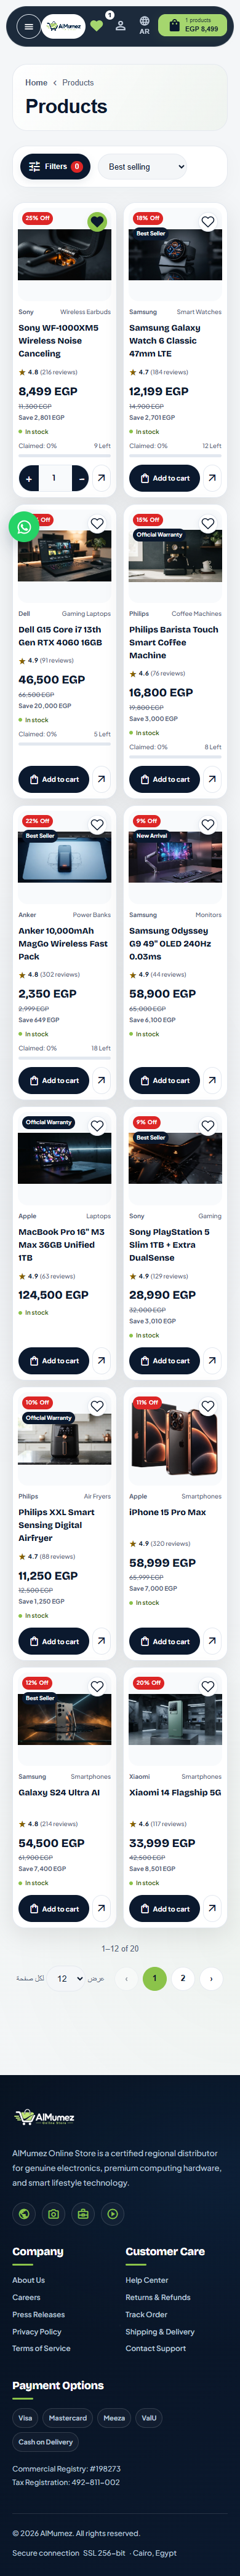 AlMumez
1
AR
1 products
EGP 8,499
Home < Products
Products
Filters 0
Best selling
25% Off
Sony Wireless Earbuds
Sony WF-1000XM5 Wireless Noise Canceling
4.8 (216 reviews)
8,499 EGP
11,300 EGP
Save 2,801 EGP
In stock
Claimed: 0% 9 Left
+ 1 −
18% Off
Best Seller
Samsung Smart Watches
Samsung Galaxy Watch 6 Classic 47mm LTE
4.7 (184 reviews)
12,199 EGP
14,900 EGP
Save 2,701 EGP
In stock
Claimed: 0% 12 Left
Add to cart
Off
Dell Gaming Laptops
Dell G15 Core i7 13th Gen RTX 4060 16GB
4.9 (91 reviews)
46,500 EGP
66,500 EGP
Save 20,000 EGP
In stock
Claimed: 0% 5 Left
Add to cart
15% Off
Official Warranty
Philips Coffee Machines
Philips Barista Touch Smart Coffee Machine
4.6 (76 reviews)
16,800 EGP
19,800 EGP
Save 3,000 EGP
In stock
Claimed: 0% 8 Left
Add to cart
22% Off
Best Seller
Anker Power Banks
Anker 10,000mAh MagGo Wireless Fast Pack
4.8 (302 reviews)
2,350 EGP
2,999 EGP
Save 649 EGP
In stock
Claimed: 0% 18 Left
Add to cart
9% Off
New Arrival
Samsung Monitors
Samsung Odyssey G9 49" OLED 240Hz 0.03ms
4.9 (44 reviews)
58,900 EGP
65,000 EGP
Save 6,100 EGP
In stock
Add to cart
Official Warranty
Apple Laptops
MacBook Pro 16" M3 Max 36GB Unified 1TB
4.9 (63 reviews)
124,500 EGP
In stock
Add to cart
9% Off
Best Seller
Sony Gaming
Sony PlayStation 5 Slim 1TB + Extra DualSense
4.9 (129 reviews)
28,990 EGP
32,000 EGP
Save 3,010 EGP
In stock
Add to cart
10% Off
Official Warranty
Philips Air Fryers
Philips XXL Smart Sensing Digital Airfryer
4.7 (88 reviews)
11,250 EGP
12,500 EGP
Save 1,250 EGP
In stock
Add to cart
11% Off
Apple Smartphones
iPhone 15 Pro Max
4.9 (320 reviews)
58,999 EGP
65,999 EGP
Save 7,000 EGP
In stock
Add to cart
12% Off
Best Seller
Samsung Smartphones
Galaxy S24 Ultra AI
4.8 (214 reviews)
54,500 EGP
61,900 EGP
Save 7,400 EGP
In stock
Add to cart
20% Off
Xiaomi Smartphones
Xiaomi 14 Flagship 5G
4.6 (117 reviews)
33,999 EGP
42,500 EGP
Save 8,501 EGP
In stock
Add to cart
1–12 of 20
عرض 12 لكل صفحة
‹ 1 2 ›
AlMumez
AlMumez Online Store is a certified regional distributor
for genuine electronics, premium computing hardware,
and smart lifestyle technology.
Company
About Us
Careers
Press Releases
Privacy Policy
Terms of Service
Customer Care
Help Center
Returns & Refunds
Track Order
Shipping & Delivery
Contact Support
Payment Options
Visa Mastercard Meeza ValU
Cash on Delivery
Commercial Registry: #198273
Tax Registration: 492-811-002
© 2026 AlMumez. All rights reserved.
Secure connection SSL 256-bit · Cairo, Egypt